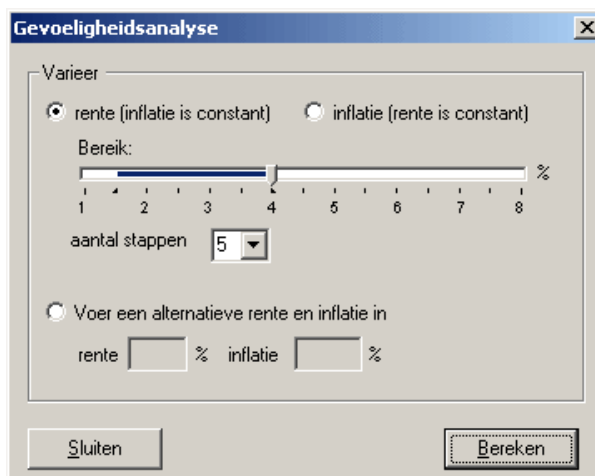 Gevoeligheidsanalyse
Varieer
rente (inflatie is constant) inflatie (rente is constant)
Bereik:
%
1 2 3 4 5 6 7 8
aantal stappen 5
Voer een alternatieve rente en inflatie in
rente % inflatie %
Sluiten Bereken